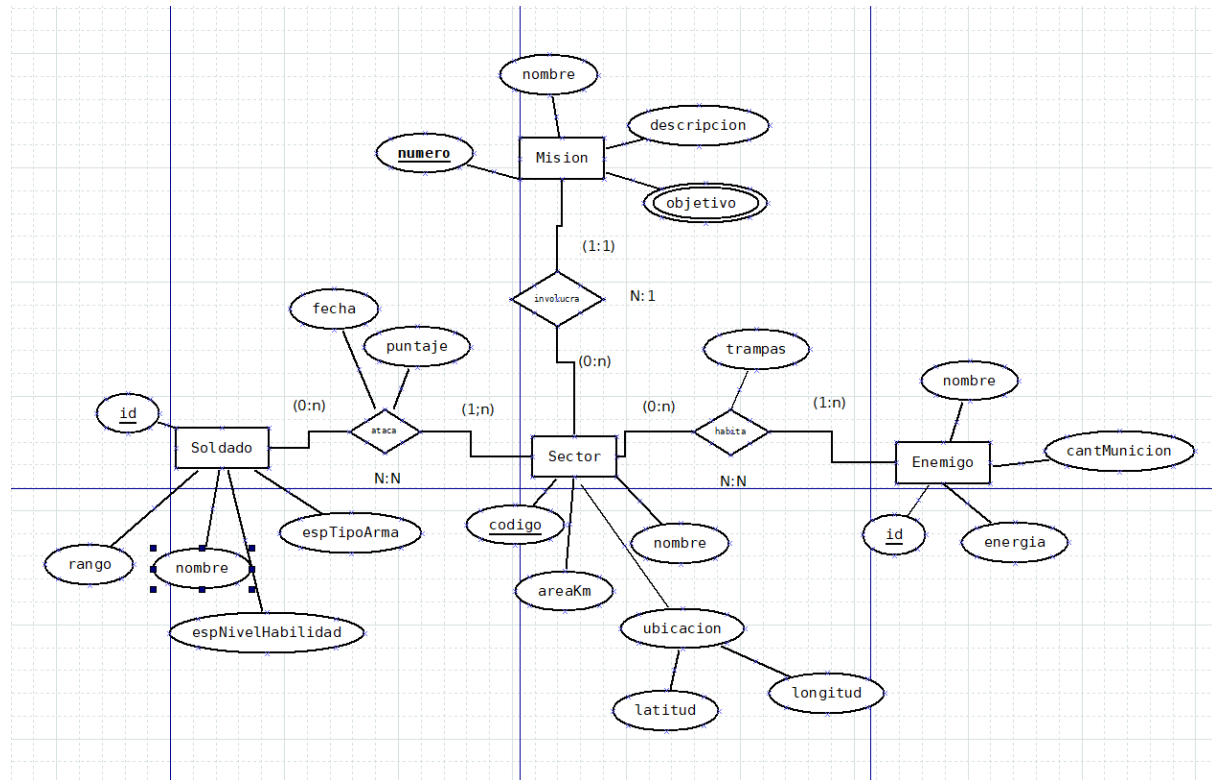 nombre
descripcion
numero
Mision
objetivo
(1:1)
involucra
N:1
fecha
puntaje
trampas
(0:n)
nombre
id
(0:n)
(1;n)
(0:n)
(1:n)
Soldado
ataca
habita
Sector
Enemigo
cantMunicion
N:N
N:N
codigo
espTipoArma
nombre
id
energia
rango
nombre
areaKm
espNivelHabilidad
ubicacion
latitud
longitud